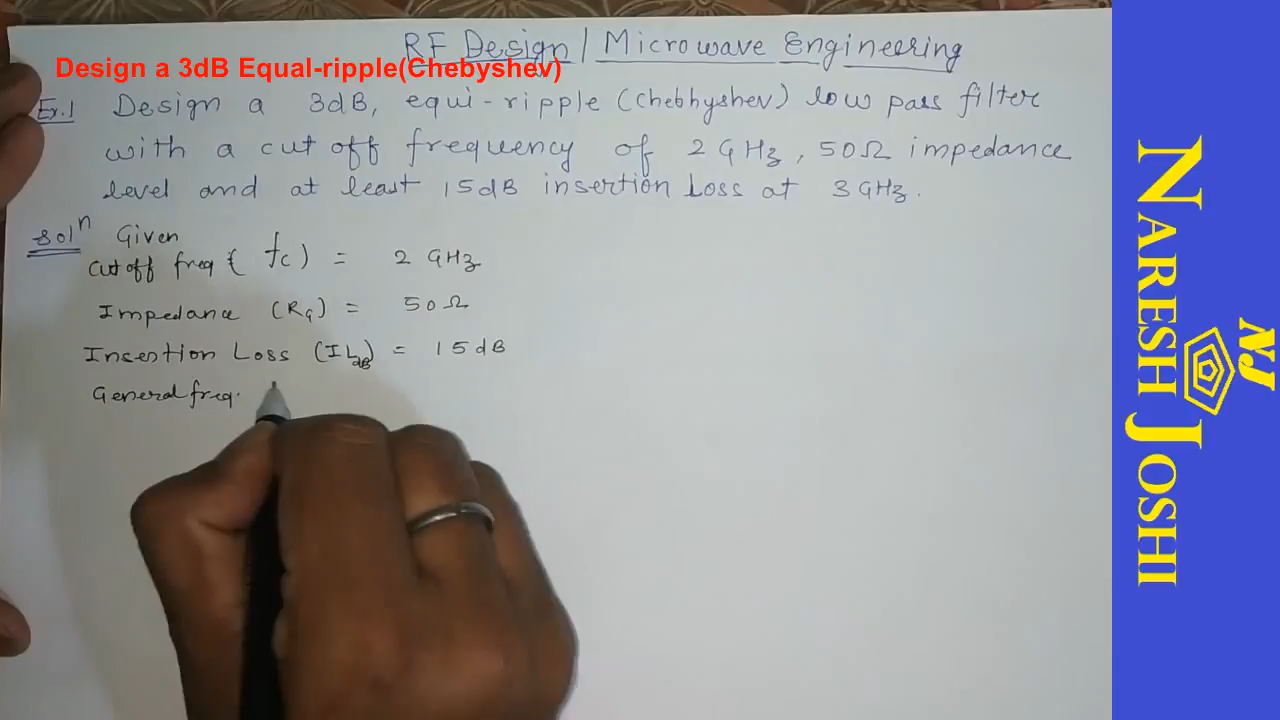 RF Design / Microwave Engineering
Design a 3dB Equal-ripple(Chebyshev)
Ex.1 Design a 3dB, equi-ripple (chebhyshev) low pass filter
with a cut off frequency of 2 GHz, 50Ω impedance
level and at least 15dB insertion Loss at 3 GHz.
Solⁿ Given
cut off freq ( fc ) = 2 GHz
Impedance (RG) = 50Ω
Insertion Loss (ILdB) = 15dB
General freq.
NARESH JOSHI
NJ